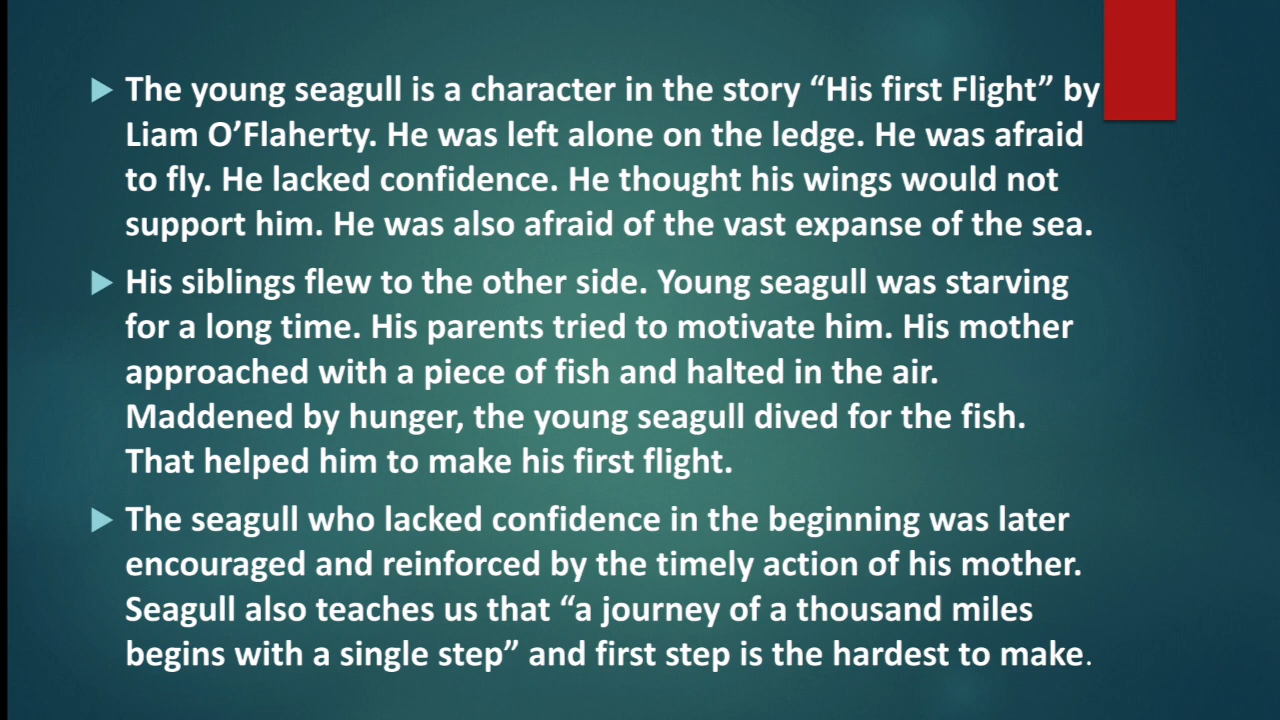 The young seagull is a character in the story “His first Flight” by
Liam O’Flaherty. He was left alone on the ledge. He was afraid
to fly. He lacked confidence. He thought his wings would not
support him. He was also afraid of the vast expanse of the sea.
His siblings flew to the other side. Young seagull was starving
for a long time. His parents tried to motivate him. His mother
approached with a piece of fish and halted in the air.
Maddened by hunger, the young seagull dived for the fish.
That helped him to make his first flight.
The seagull who lacked confidence in the beginning was later
encouraged and reinforced by the timely action of his mother.
Seagull also teaches us that “a journey of a thousand miles
begins with a single step” and first step is the hardest to make.